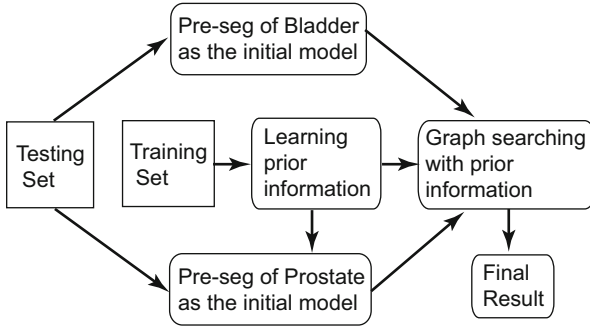 Pre-seg of Bladder
as the initial model
Testing
Set
Training
Set
Learning
prior
information
Graph searching
with prior
information
Pre-seg of Prostate
as the initial model
Final
Result